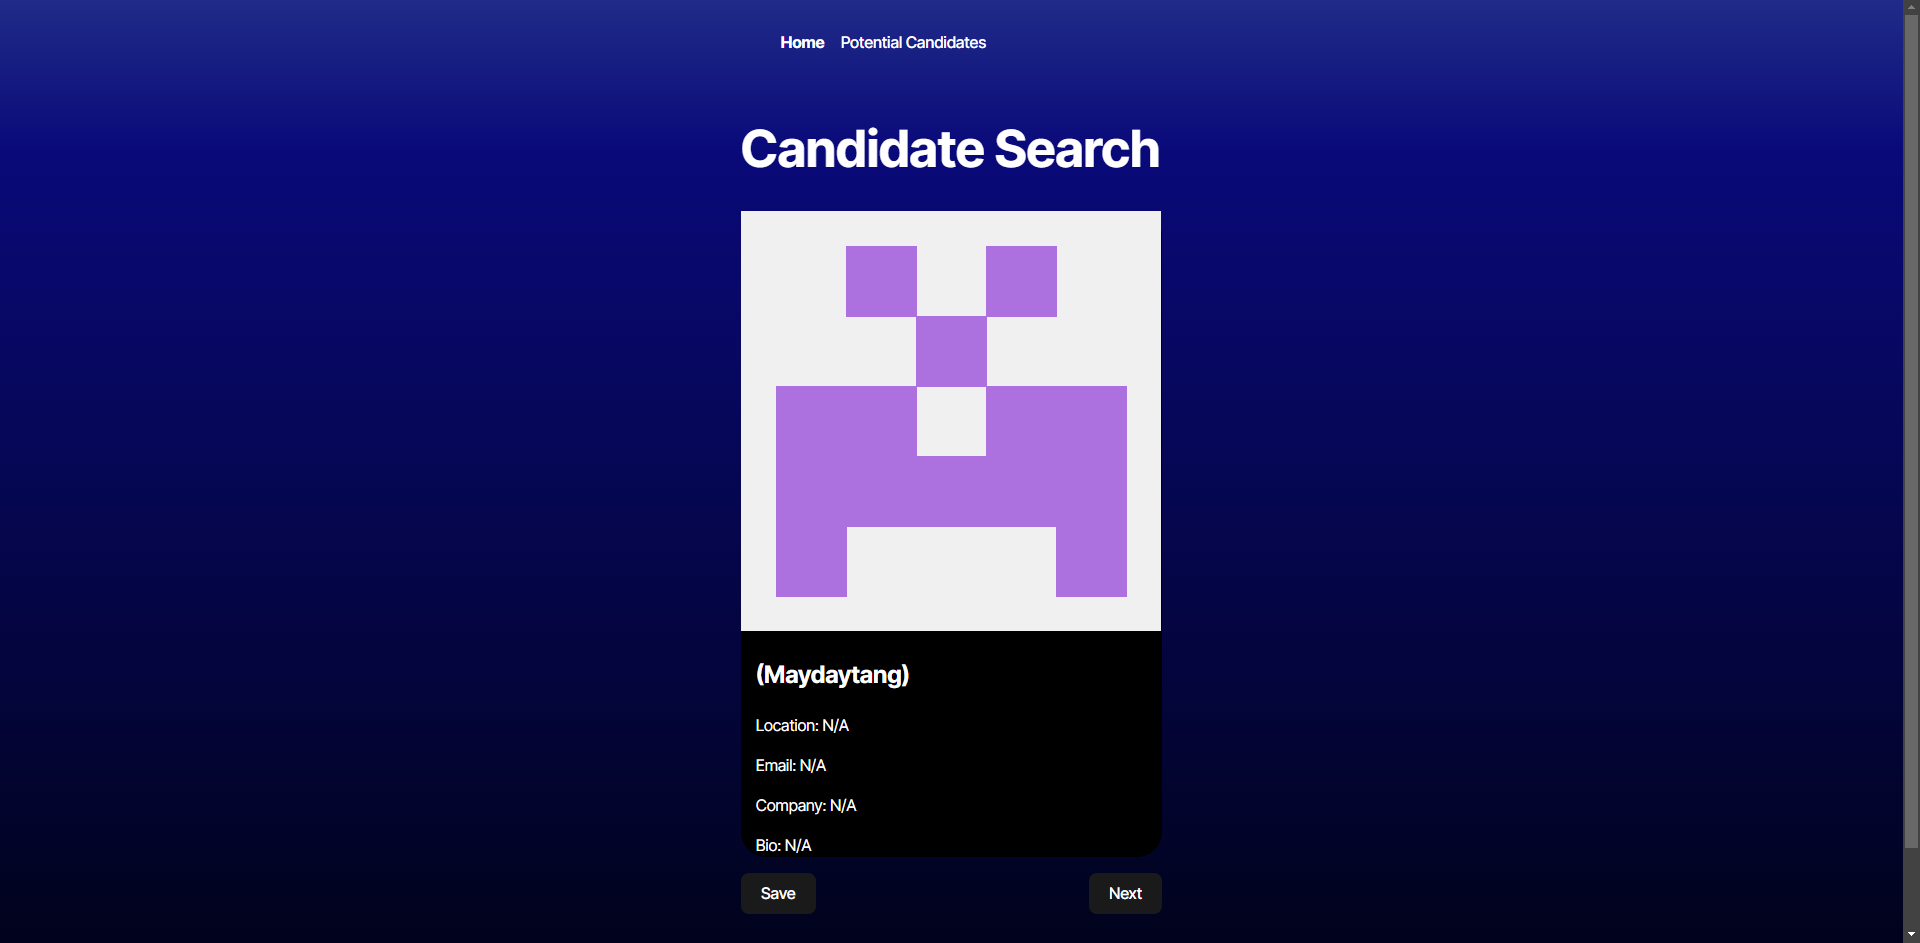 Home Potential Candidates
Candidate Search
(Maydaytang)
Location: N/A
Email: N/A
Company: N/A
Bio: N/A
Save Next